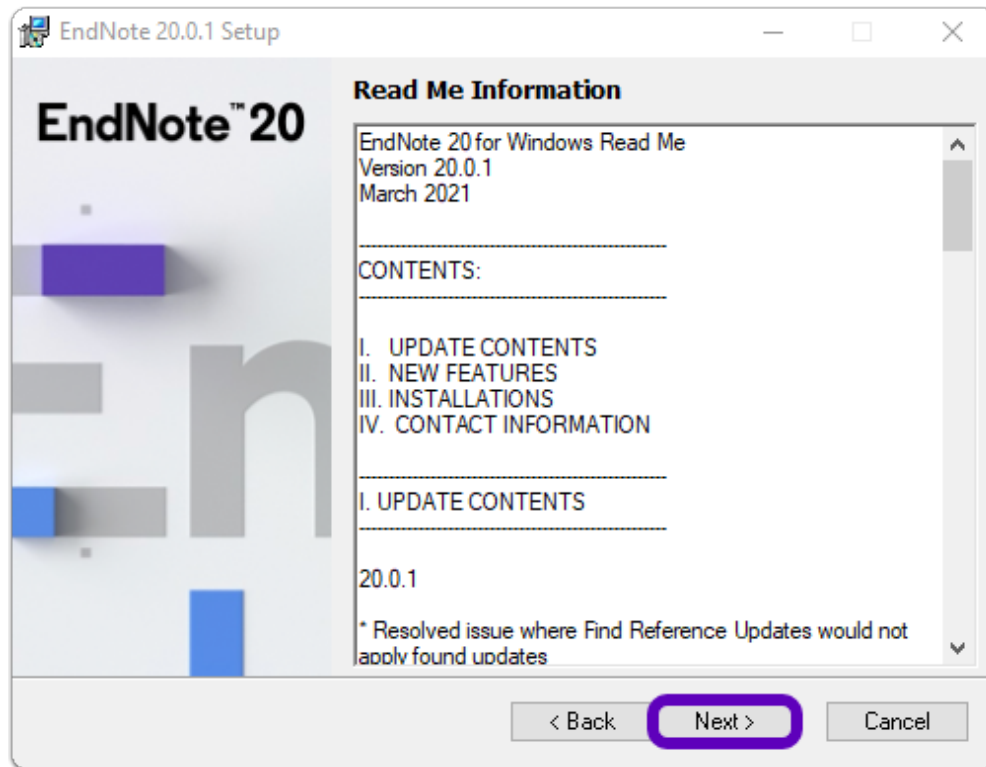 EndNote 20.0.1 Setup
EndNote™20
Read Me Information
EndNote 20 for Windows Read Me
Version 20.0.1
March 2021
----------------------------------------------------
CONTENTS:
----------------------------------------------------
I. UPDATE CONTENTS
II. NEW FEATURES
III. INSTALLATIONS
IV. CONTACT INFORMATION
----------------------------------------------------
I. UPDATE CONTENTS
----------------------------------------------------
20.0.1
* Resolved issue where Find Reference Updates would not
apply found updates
En
< Back
Next >
Cancel